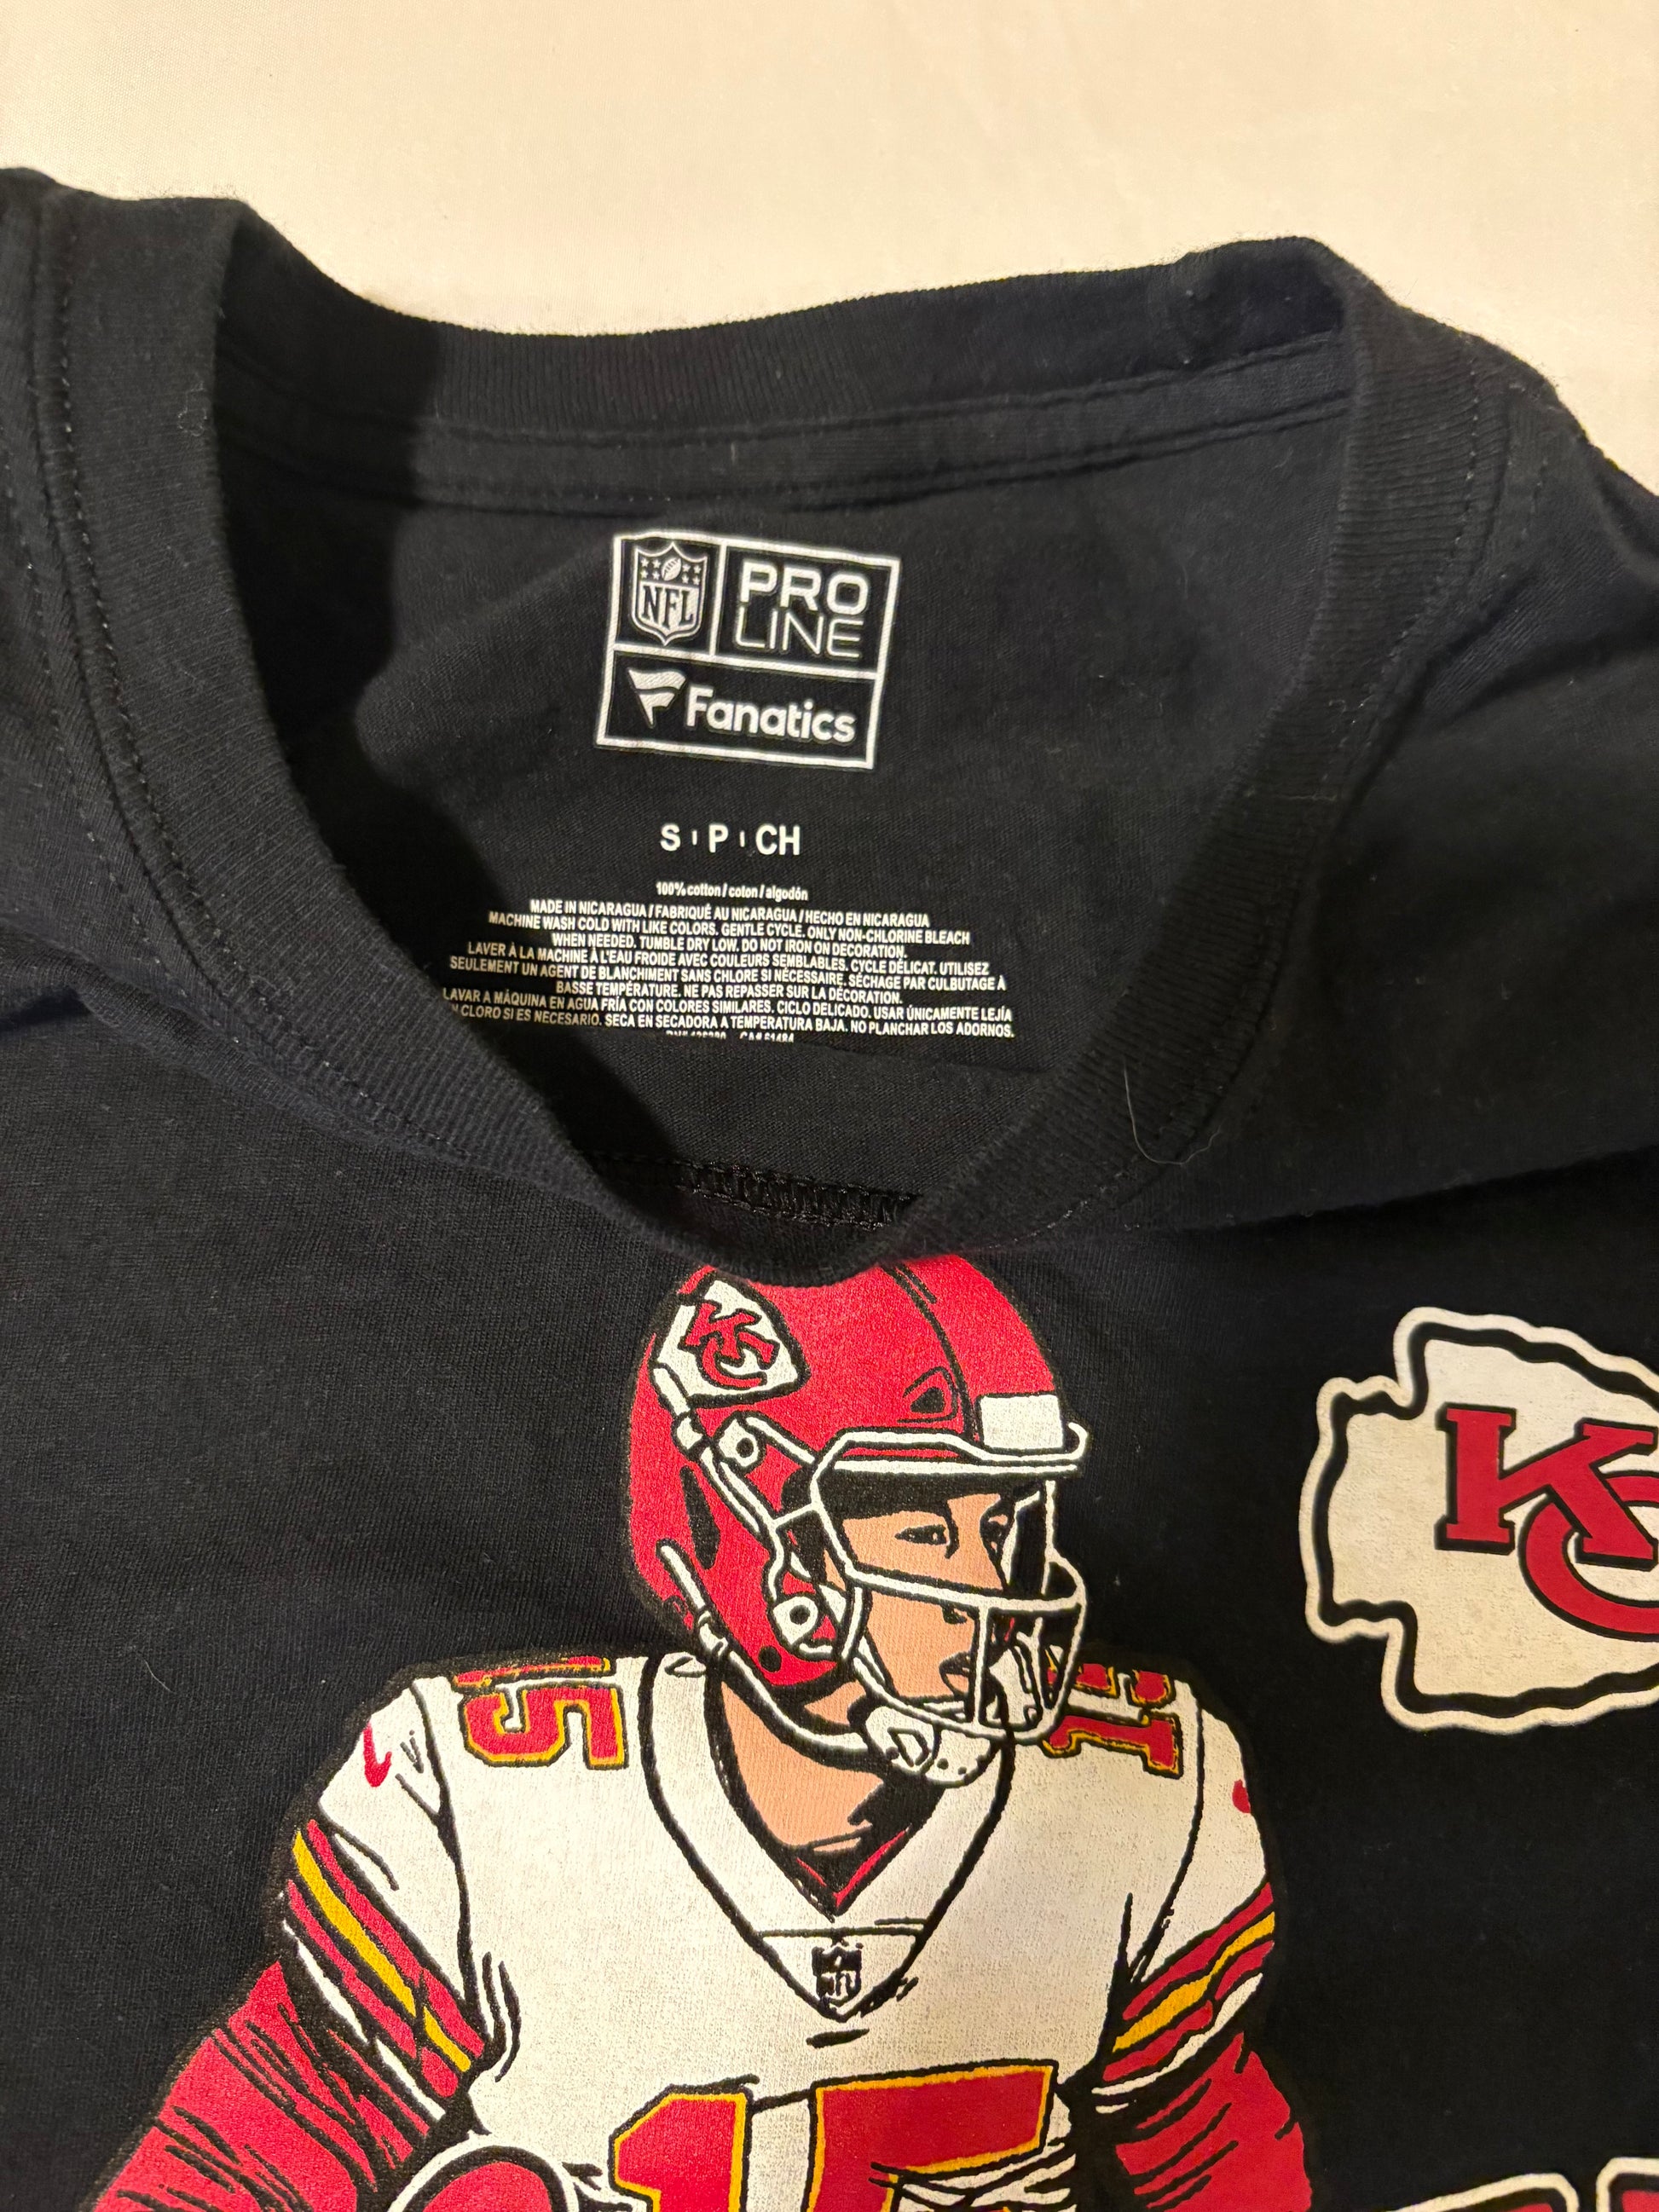 NFL
PRO
LINE
Fanatics
S | P | CH
100% cotton / coton / algodón
MADE IN NICARAGUA / FABRIQUÉ AU NICARAGUA / HECHO EN NICARAGUA
MACHINE WASH COLD WITH LIKE COLORS. GENTLE CYCLE. ONLY NON-CHLORINE BLEACH
WHEN NEEDED. TUMBLE DRY LOW. DO NOT IRON ON DECORATION.
LAVER À LA MACHINE À L'EAU FROIDE AVEC COULEURS SEMBLABLES. CYCLE DÉLICAT. UTILISEZ
SEULEMENT UN AGENT DE BLANCHIMENT SANS CHLORE SI NÉCESSAIRE. SÉCHAGE PAR CULBUTAGE À
BASSE TEMPÉRATURE. NE PAS REPASSER SUR LA DÉCORATION.
LAVAR A MÁQUINA EN AGUA FRÍA CON COLORES SIMILARES. CICLO DELICADO. USAR ÚNICAMENTE LEJÍA
CLORO SI ES NECESARIO. SECA EN SECADORA A TEMPERATURA BAJA. NO PLANCHAR LOS ADORNOS.
KC
KC
15
15
NFL
15